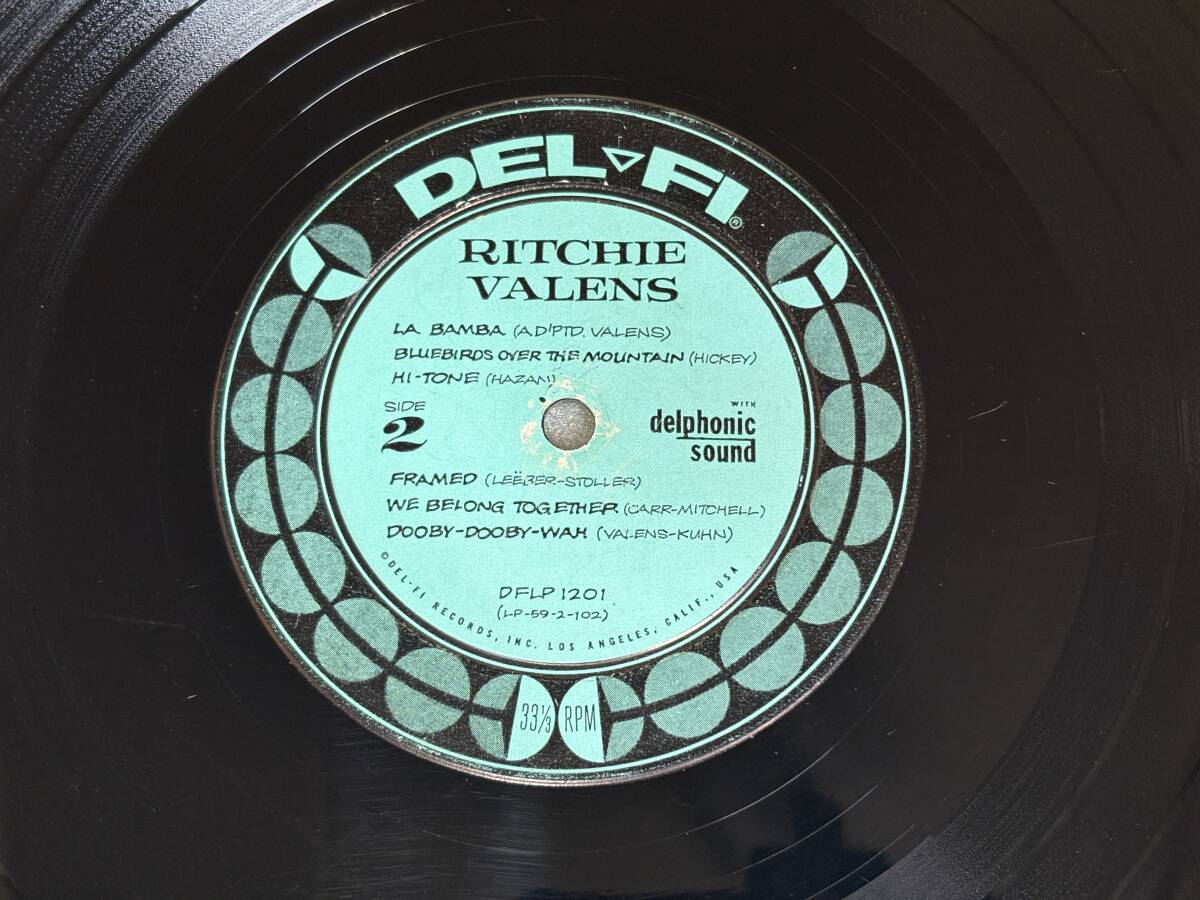 DEL-FI®
RITCHIE
VALENS
LA BAMBA (AD'PTD. VALENS)
BLUEBIRDS OVER THE MOUNTAIN (HICKEY)
HI-TONE (HAZAN)
SIDE
2
WITH
delphonic
sound
FRAMED (LEËBER-STOLLER)
WE BELONG TOGETHER (CARR-MITCHELL)
DOOBY-DOOBY-WAH (VALENS-KUHN)
DFLP 1201
(LP-59-2-102)
©DEL-FI RECORDS, INC. LOS ANGELES, CALIF., USA
33⅓ RPM